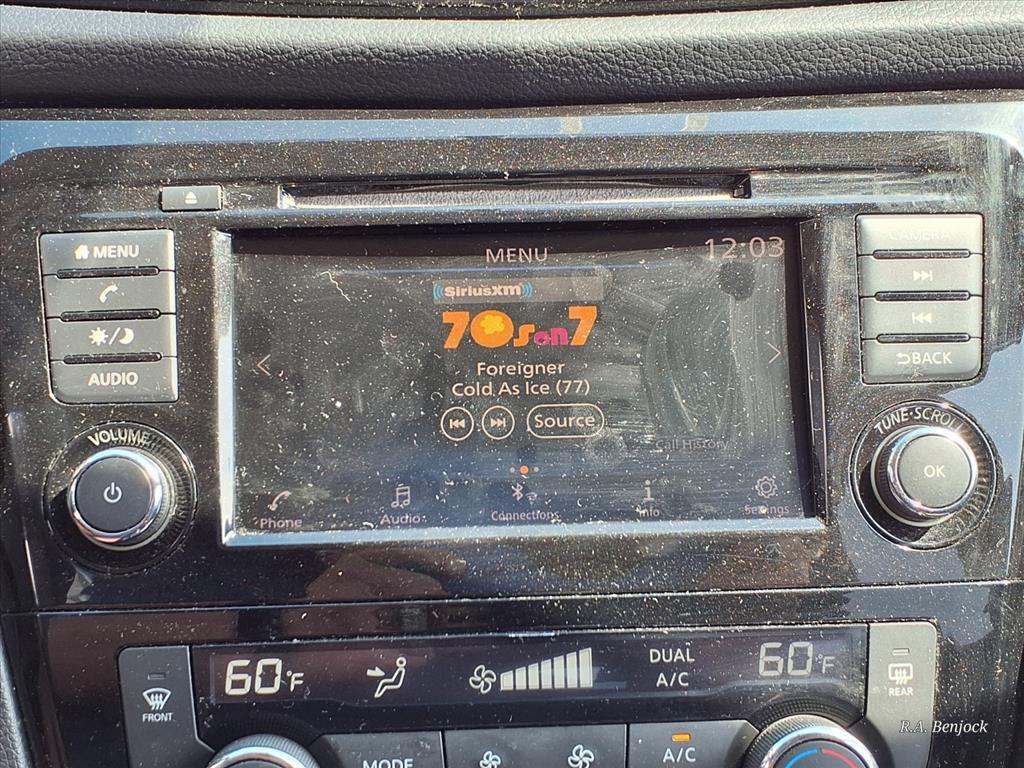 MENU
AUDIO
VOLUME
MENU
12:03
SiriusXm
70s on 7
Foreigner
Cold As Ice (77)
Source
Call History
Phone
Audio
Connections
Info
Settings
CAMERA
BACK
TUNE·SCROLL
OK
FRONT
60°F
DUAL
A/C
60°F
REAR
MODE
A/C
R.A. Benjock